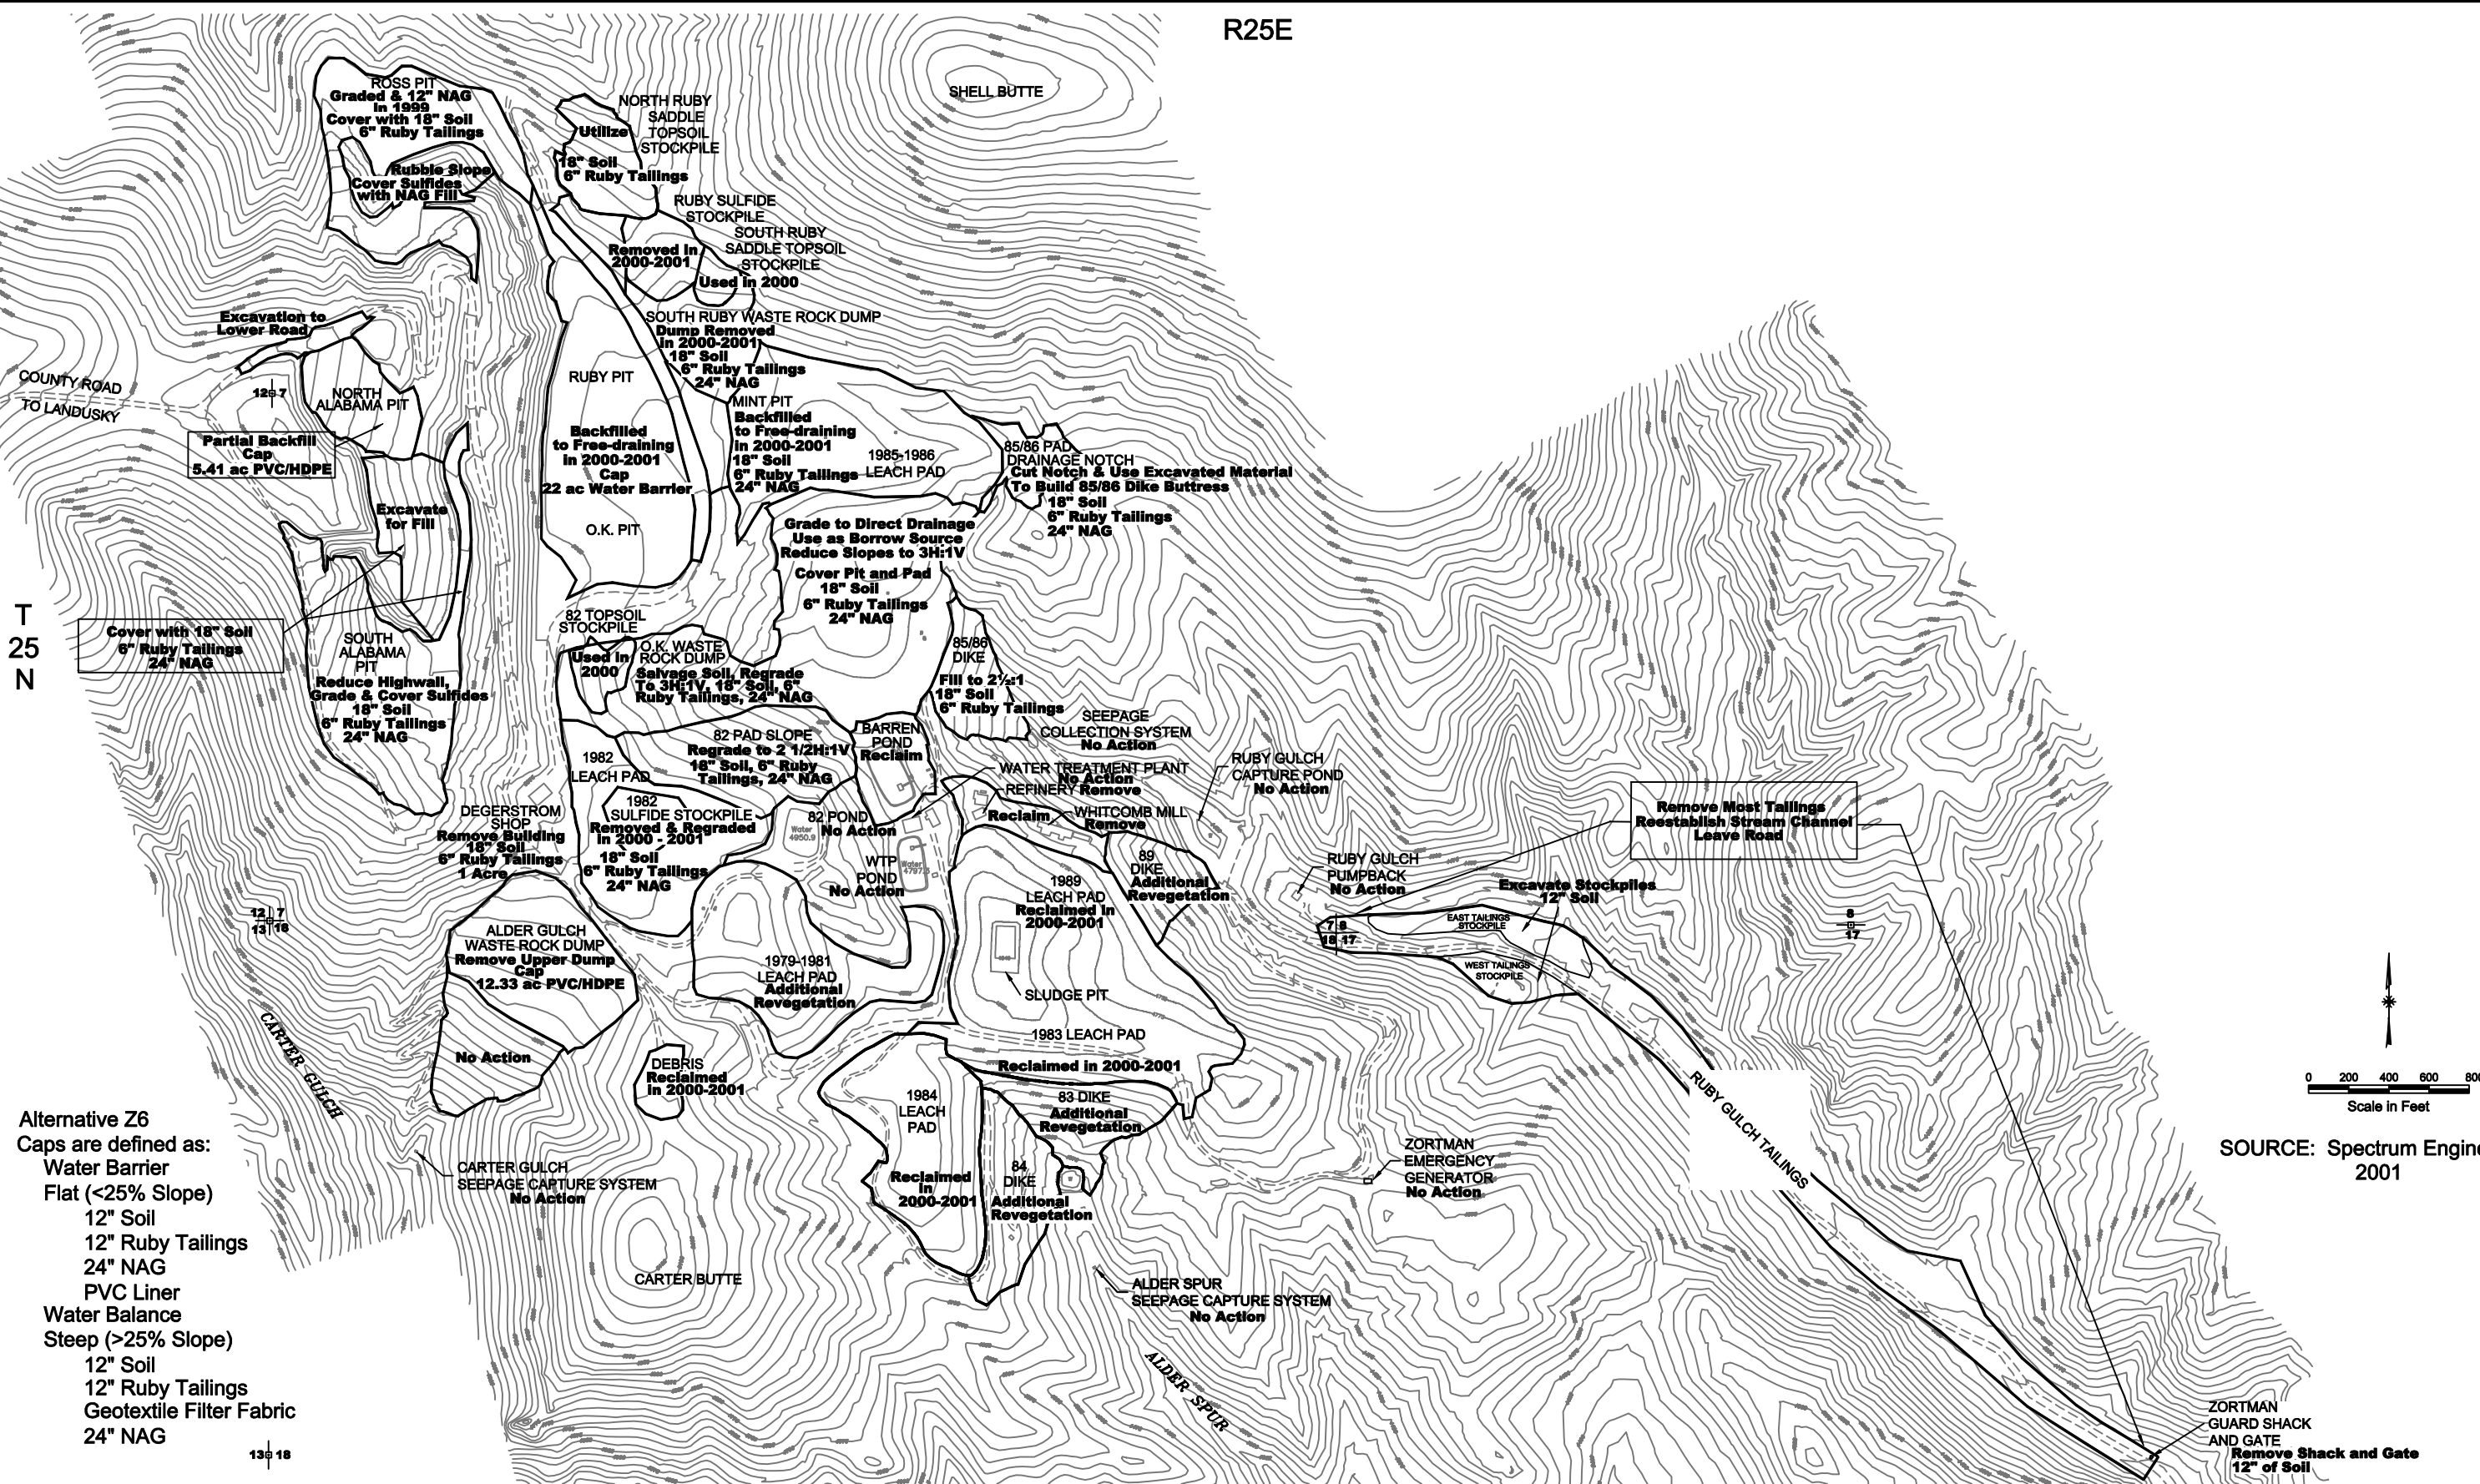 R25E
SHELL BUTTE
ROSS PIT
Graded & 12" NAG
in 1999
Cover with 18" Soil
6" Ruby Tailings
Rubble Slope
Cover Sulfides
with NAG Fill
NORTH RUBY
SADDLE
TOPSOIL
STOCKPILE
Utilize
18" Soil
6" Ruby Tailings
RUBY SULFIDE
STOCKPILE
Removed in
2000-2001
SOUTH RUBY
SADDLE TOPSOIL
STOCKPILE
Used in 2000
SOUTH RUBY WASTE ROCK DUMP
Dump Removed
in 2000-2001
18" Soil
6" Ruby Tailings
24" NAG
Excavation to
Lower Road
COUNTY ROAD
TO LANDUSKY
12 7
NORTH
ALABAMA PIT
Partial Backfill
Cap
5.41 ac PVC/HDPE
Excavate
for Fill
RUBY PIT
Backfilled
to Free-draining
in 2000-2001
Cap
22 ac Water Barrier
O.K. PIT
MINT PIT
Backfilled
to Free-draining
in 2000-2001
18" Soil
6" Ruby Tailings
24" NAG
1985-1986
LEACH PAD
85/86 PAD
DRAINAGE NOTCH
Cut Notch & Use Excavated Material
To Build 85/86 Dike Buttress
18" Soil
6" Ruby Tailings
24" NAG
Grade to Direct Drainage
Use as Borrow Source
Reduce Slopes to 3H:1V
Cover Pit and Pad
18" Soil
6" Ruby Tailings
24" NAG
T
25
N
Cover with 18" Soil
6" Ruby Tailings
24" NAG
SOUTH
ALABAMA
PIT
Reduce Highwall,
Grade & Cover Sulfides
18" Soil
6" Ruby Tailings
24" NAG
82 TOPSOIL
STOCKPILE
Used in
2000
O.K. WASTE
ROCK DUMP
Salvage Soil, Regrade
To 3H:1V, 18" Soil, 6"
Ruby Tailings, 24" NAG
85/86
DIKE
Fill to 2½:1
18" Soil
6" Ruby Tailings
SEEPAGE
COLLECTION SYSTEM
No Action
82 PAD SLOPE
Regrade to 2 1/2H:1V
18" Soil, 6" Ruby
Tailings, 24" NAG
BARREN
POND
Reclaim
1982
LEACH PAD
WATER TREATMENT PLANT
No Action
REFINERY Remove
Reclaim
WHITCOMB MILL
Remove
RUBY GULCH
CAPTURE POND
No Action
DEGERSTROM
SHOP
Remove Building
18" Soil
6" Ruby Tailings
1 Acre
1982
SULFIDE STOCKPILE
Removed & Regraded
in 2000 - 2001
18" Soil
6" Ruby Tailings
24" NAG
82 POND
No Action
Water
4950.9
WTP
POND
No Action
Water
89
DIKE
Additional
Revegetation
1989
LEACH PAD
Reclaimed in
2000-2001
RUBY GULCH
PUMPBACK
No Action
Remove Most Tailings
Reestablish Stream Channel
Leave Road
Excavate Stockpiles
12" Soil
EAST TAILINGS
STOCKPILE
WEST TAILINGS
STOCKPILE
7 8
18 17
8
17
12 7
13 18
ALDER GULCH
WASTE ROCK DUMP
Remove Upper Dump
Cap
12.33 ac PVC/HDPE
No Action
1979-1981
LEACH PAD
Additional
Revegetation
SLUDGE PIT
1983 LEACH PAD
Reclaimed in 2000-2001
CARTER GULCH
DEBRIS
Reclaimed
in 2000-2001
1984
LEACH
PAD
Reclaimed
in
2000-2001
83 DIKE
Additional
Revegetation
84
DIKE
Additional
Revegetation
RUBY GULCH TAILINGS
0 200 400 600 800
Scale in Feet
SOURCE: Spectrum Engine
2001
ZORTMAN
EMERGENCY
GENERATOR
No Action
CARTER GULCH
SEEPAGE CAPTURE SYSTEM
No Action
CARTER BUTTE
ALDER SPUR
SEEPAGE CAPTURE SYSTEM
No Action
ALDER SPUR
Alternative Z6
Caps are defined as:
Water Barrier
Flat (<25% Slope)
12" Soil
12" Ruby Tailings
24" NAG
PVC Liner
Water Balance
Steep (>25% Slope)
12" Soil
12" Ruby Tailings
Geotextile Filter Fabric
24" NAG
13 18
ZORTMAN
GUARD SHACK
AND GATE
Remove Shack and Gate
12" of Soil